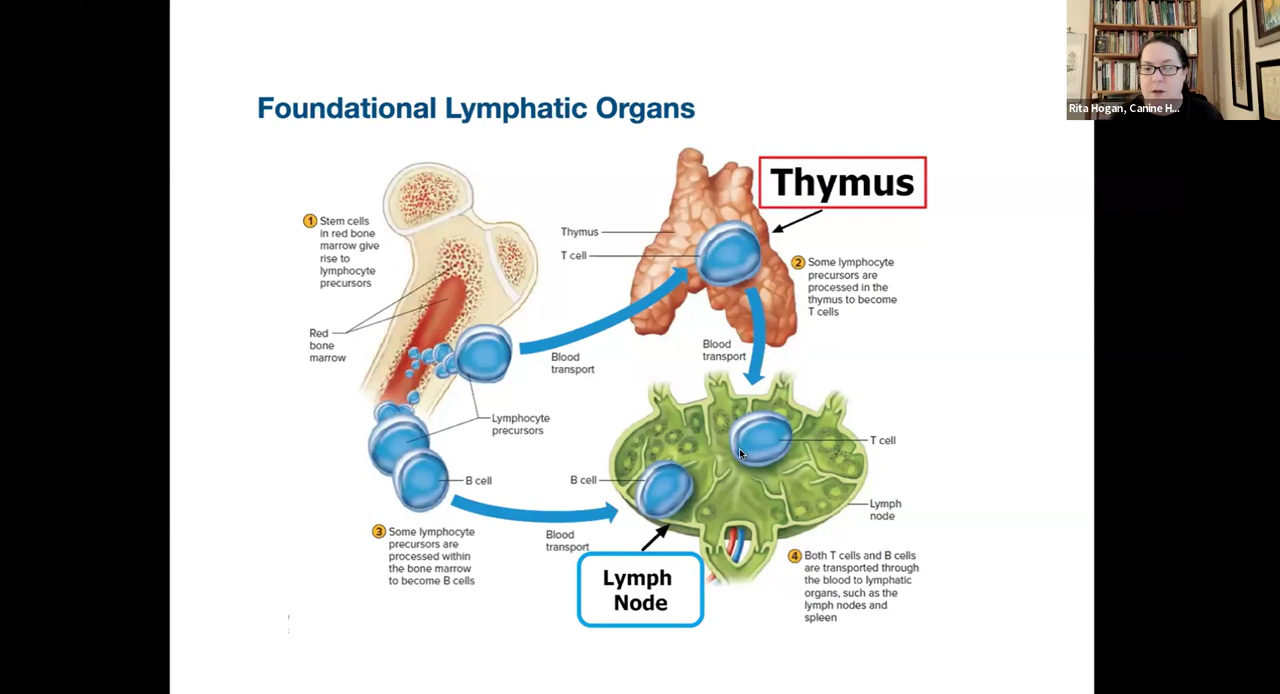 Rita Hogan, Canine H...
Foundational Lymphatic Organs
Thymus
1 Stem cells
in red bone
marrow give
rise to
lymphocyte
precursors
Thymus
T cell
2 Some lymphocyte
precursors are
processed in the
thymus to become
T cells
Red
bone
marrow
Blood
transport
Blood
transport
Lymphocyte
precursors
T cell
B cell
B cell
Lymph
node
3 Some lymphocyte
precursors are
processed within
the bone marrow
to become B cells
Blood
transport
Lymph
Node
4 Both T cells and B cells
are transported through
the blood to lymphatic
organs, such as the
lymph nodes and
spleen